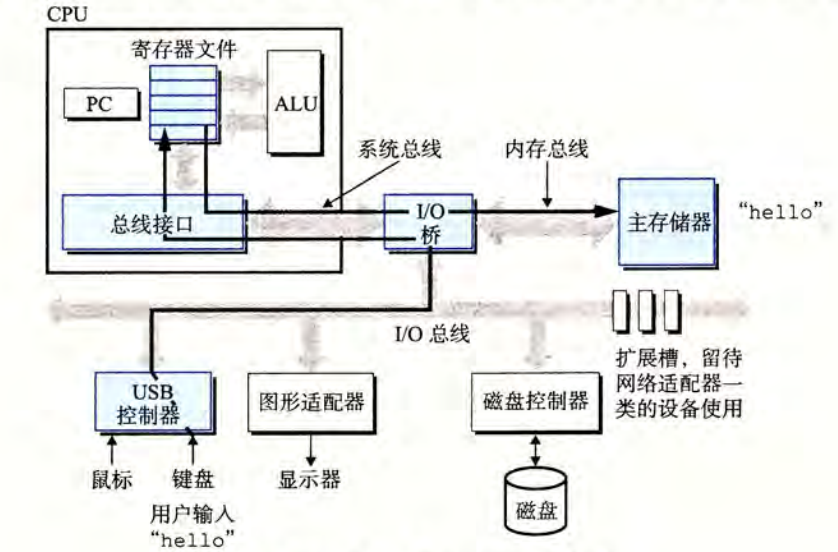 CPU
寄存器文件
PC
ALU
系统总线
内存总线
总线接口
I/O
桥
主存储器
“hello”
I/O 总线
扩展槽，留待
网络适配器一
类的设备使用
USB
控制器
图形适配器
磁盘控制器
鼠标
键盘
显示器
磁盘
用户输入
“hello”